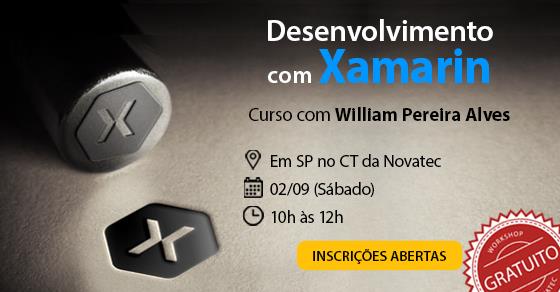 Desenvolvimento
com Xamarin
Curso com William Pereira Alves
Em SP no CT da Novatec
02/09 (Sábado)
10h às 12h
INSCRIÇÕES ABERTAS
WORKSHOP
GRATUITO